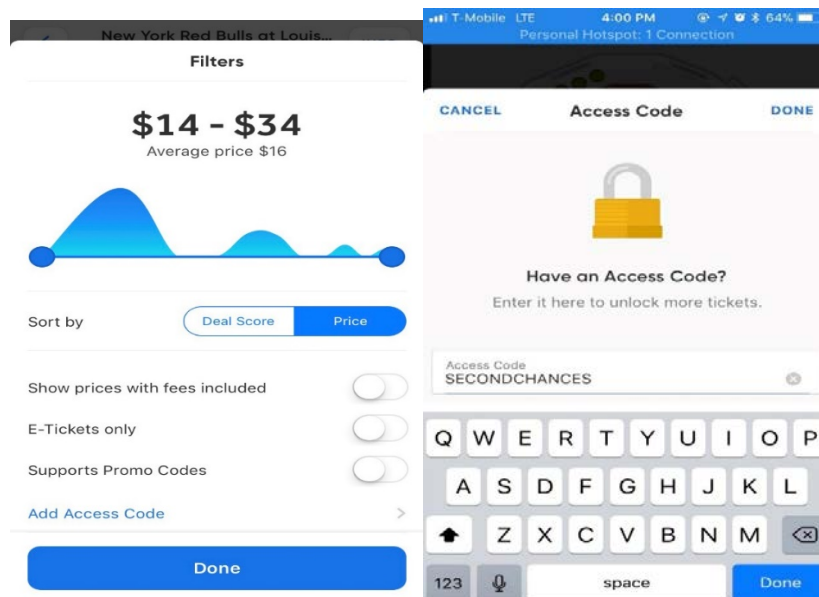 New York Red Bulls at Louis...
Filters
$14 – $34
Average price $16
Sort by
Deal Score
Price
Show prices with fees included
E-Tickets only
Supports Promo Codes
Add Access Code
Done
T-Mobile LTE 4:00 PM 64%
Personal Hotspot: 1 Connection
CANCEL Access Code DONE
Have an Access Code?
Enter it here to unlock more tickets.
Access Code
SECONDCHANCES
Q W E R T Y U I O P
A S D F G H J K L
Z X C V B N M
123 space Done